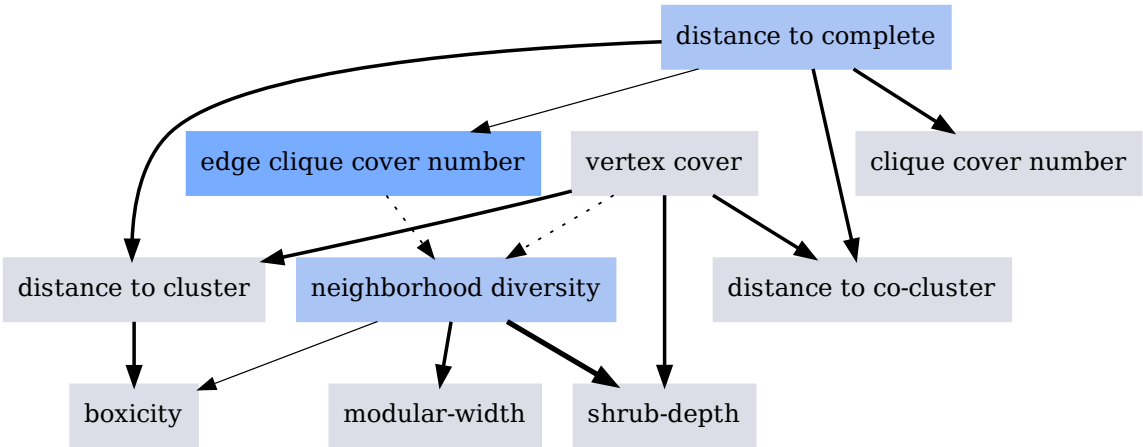 distance to complete
edge clique cover number
vertex cover
clique cover number
distance to cluster
neighborhood diversity
distance to co-cluster
boxicity
modular-width
shrub-depth